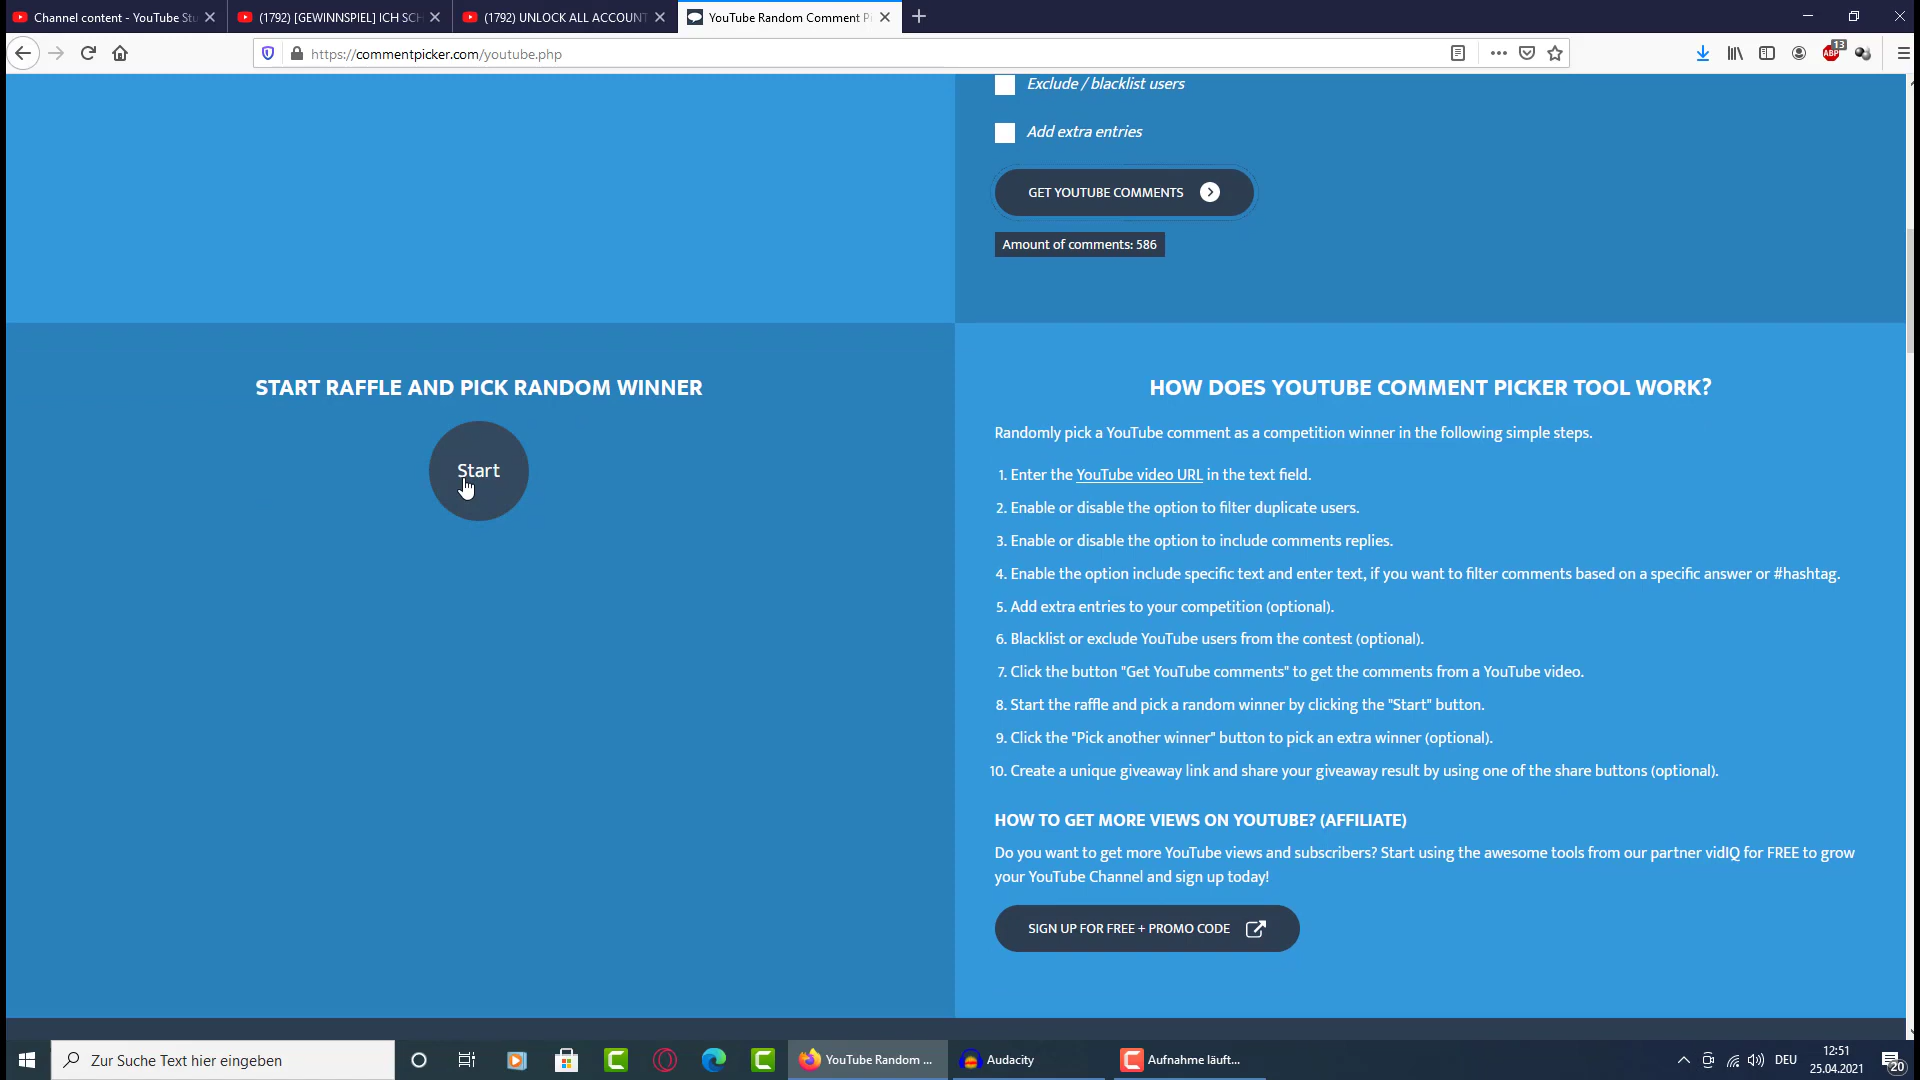 Channel content - YouTube Stu
(1792) [GEWINNSPIEL] ICH SCH
(1792) UNLOCK ALL ACCOUNT
YouTube Random Comment Pi
https://commentpicker.com/youtube.php
ABP
13
Exclude / blacklist users
Add extra entries
GET YOUTUBE COMMENTS
Amount of comments: 586
START RAFFLE AND PICK RANDOM WINNER
Start
HOW DOES YOUTUBE COMMENT PICKER TOOL WORK?
Randomly pick a YouTube comment as a competition winner in the following simple steps.
1. Enter the YouTube video URL in the text field.
2. Enable or disable the option to filter duplicate users.
3. Enable or disable the option to include comments replies.
4. Enable the option include specific text and enter text, if you want to filter comments based on a specific answer or #hashtag.
5. Add extra entries to your competition (optional).
6. Blacklist or exclude YouTube users from the contest (optional).
7. Click the button "Get YouTube comments" to get the comments from a YouTube video.
8. Start the raffle and pick a random winner by clicking the "Start" button.
9. Click the "Pick another winner" button to pick an extra winner (optional).
10. Create a unique giveaway link and share your giveaway result by using one of the share buttons (optional).
HOW TO GET MORE VIEWS ON YOUTUBE? (AFFILIATE)
Do you want to get more YouTube views and subscribers? Start using the awesome tools from our partner vidIQ for FREE to grow
your YouTube Channel and sign up today!
SIGN UP FOR FREE + PROMO CODE
Zur Suche Text hier eingeben
YouTube Random ...
Audacity
Aufnahme läuft...
DEU
12:51
25.04.2021
20